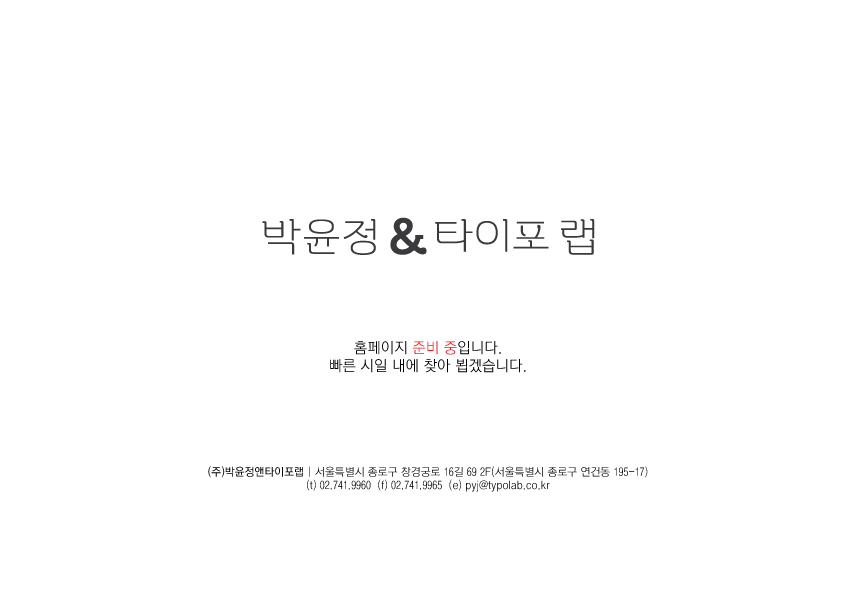 박윤정 & 타이포 랩
홈페이지 준비 중입니다.
빠른 시일 내에 찾아 뵙겠습니다.
(주)박윤정앤타이포랩 | 서울특별시 종로구 창경궁로 16길 69 2F(서울특별시 종로구 연건동 195-17)
(t) 02.741.9960 (f) 02.741.9965 (e) pyj@typolab.co.kr